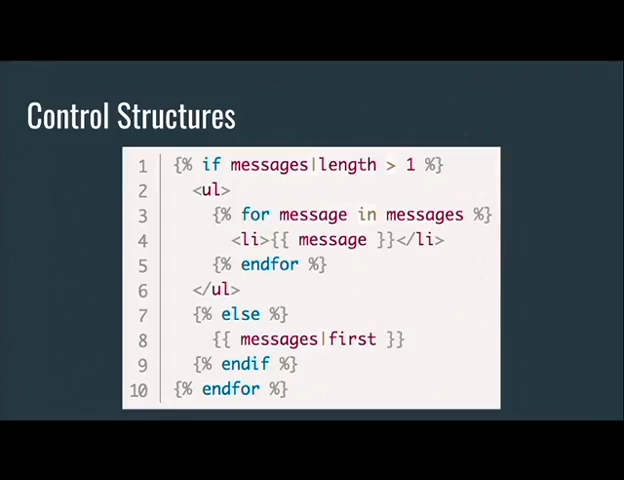 Control Structures
1 {% if messages|length > 1 %}
2 <ul>
3 {% for message in messages %}
4 <li>{{ message }}</li>
5 {% endfor %}
6 </ul>
7 {% else %}
8 {{ messages|first }}
9 {% endif %}
10 {% endfor %}